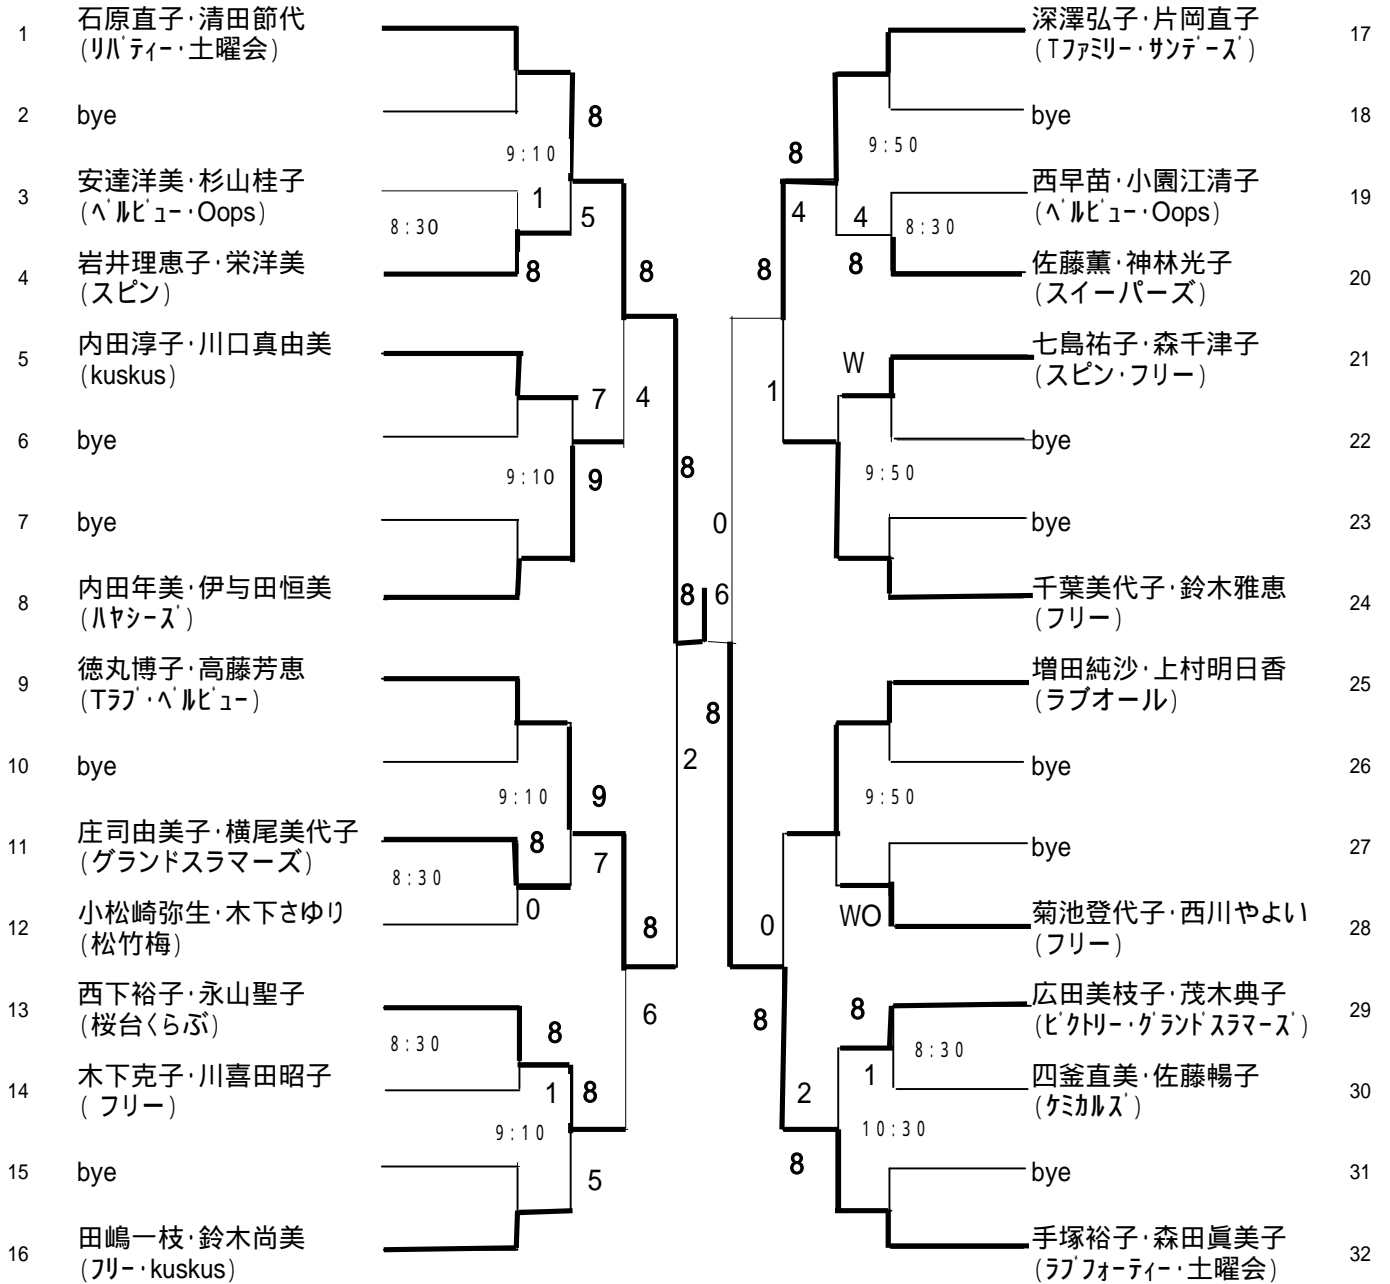 1 石原直子・清田節代
(リバティー・土曜会)
2 bye
8
9:10
3 安達洋美・杉山桂子
(ベルビュー・Oops)
1
5
8:30
4 岩井理恵子・栄洋美
(スピン)
8
8
5 内田淳子・川口真由美
(kuskus)
7
4
6 bye
9:10
9
8
7 bye
8 内田年美・伊与田恒美
(ハヤシーズ)
8
6
9 徳丸博子・高藤芳恵
(Tラブ・ベルビュー)
2
10 bye
9:10
9
11 庄司由美子・横尾美代子
(グランドスラマーズ)
8
7
8:30
12 小松崎弥生・木下さゆり
(松竹梅)
0
8
13 西下裕子・永山聖子
(桜台くらぶ)
8
6
8:30
14 木下克子・川喜田昭子
( フリー)
1
8
9:10
15 bye
5
16 田嶋一枝・鈴木尚美
(フリー・kuskus)
深澤弘子・片岡直子 17
(Tファミリー・サンデーズ)
bye 18
8
9:50
西早苗・小園江清子 19
(ベルビュー・Oops)
4
4
8:30
佐藤薫・神林光子 20
(スイーパーズ)
8
8
七島祐子・森千津子 21
(スピン・フリー)
W
1
bye 22
9:50
0
bye 23
千葉美代子・鈴木雅恵 24
(フリー)
増田純沙・上村明日香 25
(ラブオール)
8
bye 26
9:50
bye 27
菊池登代子・西川やよい 28
(フリー)
WO
0
広田美枝子・茂木典子 29
(ビクトリー・グランドスラマーズ)
8
8
8:30
四釜直美・佐藤暢子 30
(ケミカルズ)
1
2
10:30
bye 31
8
手塚裕子・森田眞美子 32
(ラブフォーティー・土曜会)